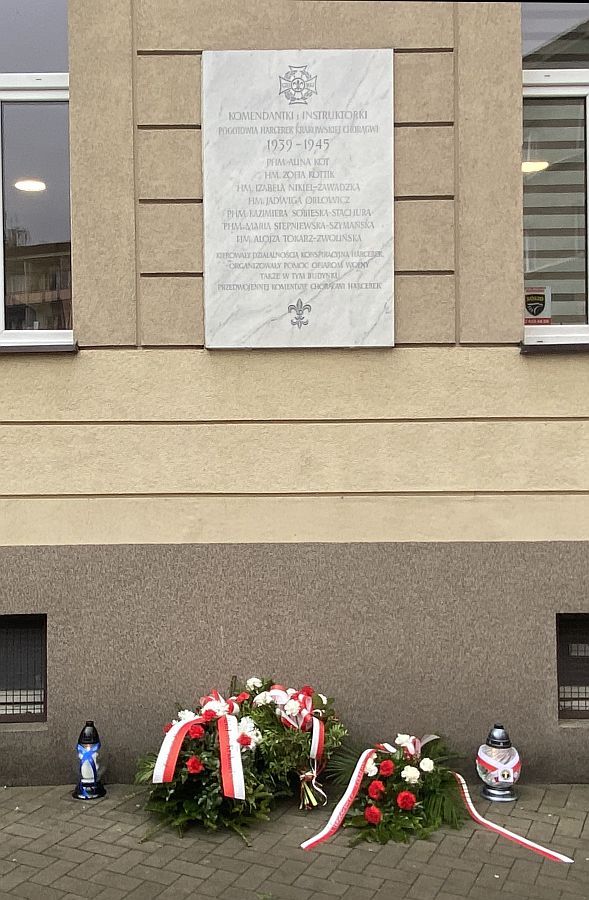 KOMENDANTKI i INSTRUKTORKI
POGOTOWIA HARCEREK KRAKOWSKIEJ CHORĄGWI
1939-1945
PHM. ALINA KOT
HM. ZOFIA KOTTIK
HM. IZABELA NIKIEL-ZAWADZKA
HM. JADWIGA ORŁOWICZ
PHM. KAZIMIERA SOBIESKA-STACHURA
PHM. MARIA STEPNIEWSKA-SZYMAŃSKA
HM. ALOJZA TOKARZ-ZWOLIŃSKA
KIEROWAŁY DZIAŁALNOŚCIĄ KONSPIRACYJNĄ HARCEREK
ORGANIZOWAŁY POMOC OFIAROM WOJNY
TAKŻE W TYM BUDYNKU
PRZEDWOJENNEJ KOMENDZIE CHORĄGWI HARCEREK